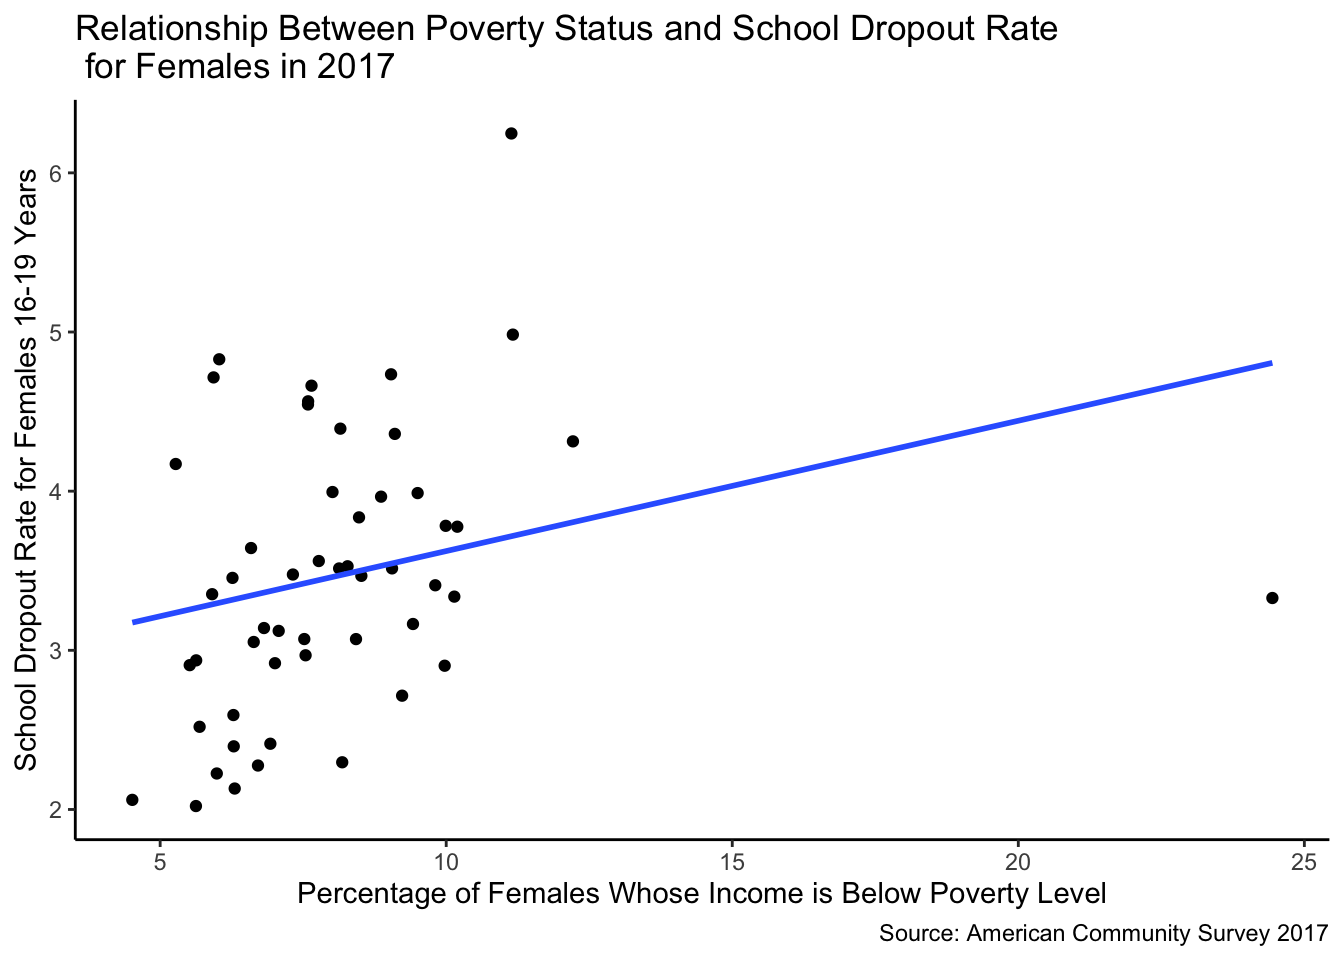 Relationship Between Poverty Status and School Dropout Rate
for Females in 2017
School Dropout Rate for Females 16-19 Years
6
5
4
3
2
5 10 15 20 25
Percentage of Females Whose Income is Below Poverty Level
Source: American Community Survey 2017